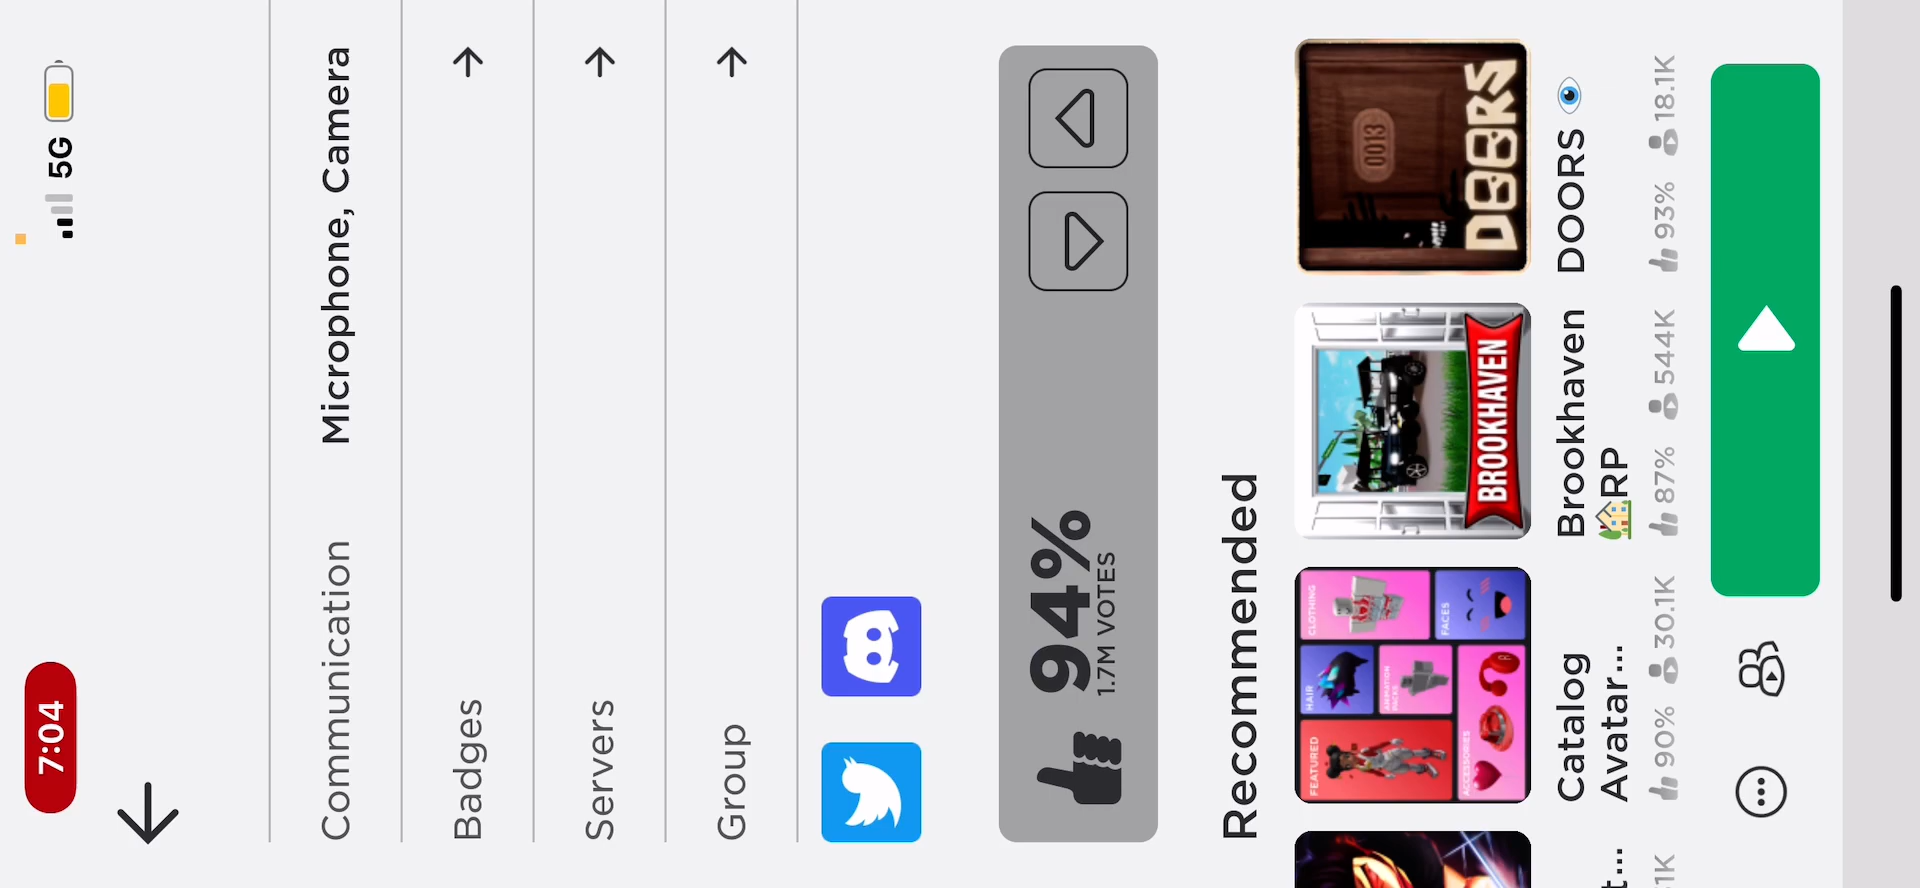 7:04
5G
Communication Microphone, Camera
Badges
Servers
Group
94%
1.7M VOTES
Recommended
FEATURED
HAIR
CLOTHING
ANIMATION PACKS
ACCESSORIES
FACES
BROOKHAVEN
0013
DOORS
t...
Catalog
Avatar...
Brookhaven
🏡RP
DOORS 👁️
1K
90% 30.1K
87% 544K
93% 18.1K